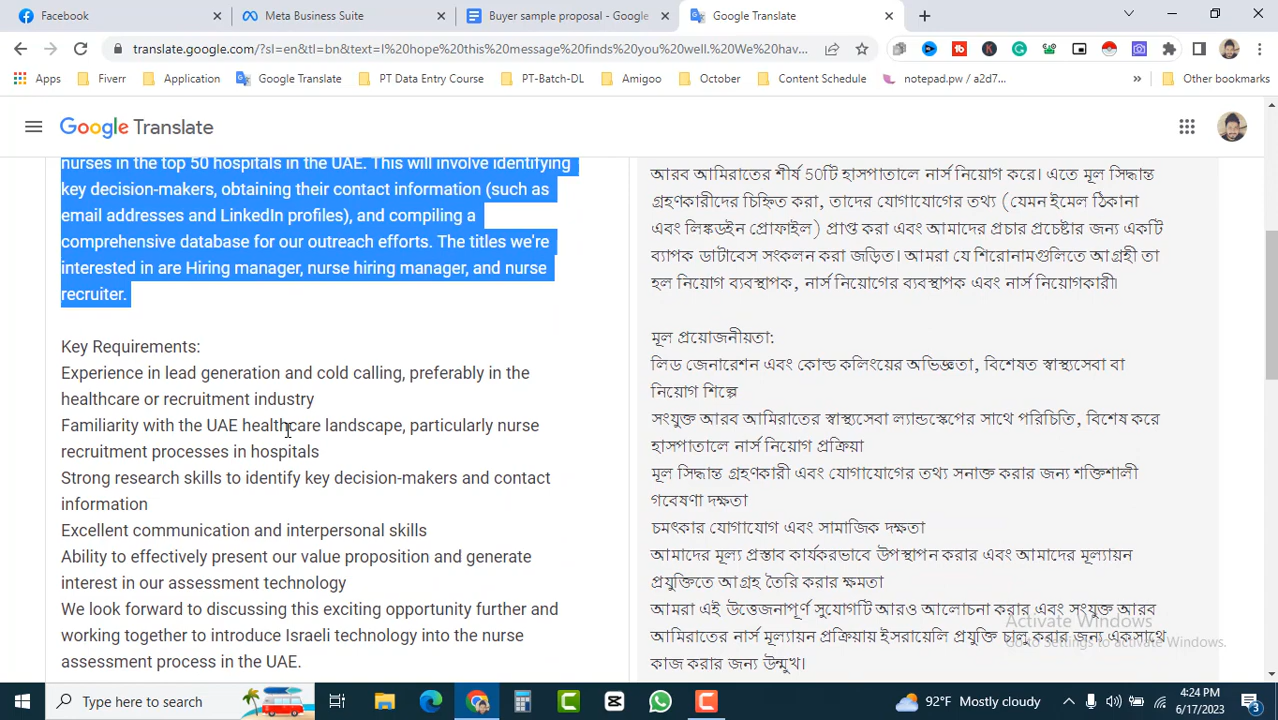 Facebook
Meta Business Suite
Buyer sample proposal - Google
Google Translate
translate.google.com/?sl=en&tl=bn&text=I%20hope%20this%20message%20finds%20you%20well.%20We%20hav...
Apps
Fiverr
Application
Google Translate
PT Data Entry Course
PT-Batch-DL
Amigoo
October
Content Schedule
notepad.pw / a2d7...
Other bookmarks
Google Translate
nurses in the top 50 hospitals in the UAE. This will involve identifying
key decision-makers, obtaining their contact information (such as
email addresses and LinkedIn profiles), and compiling a
comprehensive database for our outreach efforts. The titles we're
interested in are Hiring manager, nurse hiring manager, and nurse
recruiter.
Key Requirements:
Experience in lead generation and cold calling, preferably in the
healthcare or recruitment industry
Familiarity with the UAE healthcare landscape, particularly nurse
recruitment processes in hospitals
Strong research skills to identify key decision-makers and contact
information
Excellent communication and interpersonal skills
Ability to effectively present our value proposition and generate
interest in our assessment technology
We look forward to discussing this exciting opportunity further and
working together to introduce Israeli technology into the nurse
assessment process in the UAE.
আরব আমিরাতের শীর্ষ 50টি হাসপাতালে নার্স নিয়োগ করে। এতে মূল সিদ্ধান্ত
গ্রহণকারীদের চিহ্নিত করা, তাদের যোগাযোগের তথ্য (যেমন ইমেল ঠিকানা
এবং লিঙ্কডইন প্রোফাইল) প্রাপ্ত করা এবং আমাদের প্রচার প্রচেষ্টার জন্য একটি
ব্যাপক ডাটাবেস সংকলন করা জড়িত। আমরা যে শিরোনামগুলিতে আগ্রহী তা
হল নিয়োগ ব্যবস্থাপক, নার্স নিয়োগের ব্যবস্থাপক এবং নার্স নিয়োগকারী৷
মূল প্রয়োজনীয়তা:
লিড জেনারেশন এবং কোল্ড কলিংয়ের অভিজ্ঞতা, বিশেষত স্বাস্থ্যসেবা বা
নিয়োগ শিল্পে
সংযুক্ত আরব আমিরাতের স্বাস্থ্যসেবা ল্যান্ডস্কেপের সাথে পরিচিতি, বিশেষ করে
হাসপাতালে নার্স নিয়োগ প্রক্রিয়া
মূল সিদ্ধান্ত গ্রহণকারী এবং যোগাযোগের তথ্য সনাক্ত করার জন্য শক্তিশালী
গবেষণা দক্ষতা
চমৎকার যোগাযোগ এবং সামাজিক দক্ষতা
আমাদের মূল্য প্রস্তাব কার্যকরভাবে উপস্থাপন করার এবং আমাদের মূল্যায়ন
প্রযুক্তিতে আগ্রহ তৈরি করার ক্ষমতা
আমরা এই উত্তেজনাপূর্ণ সুযোগটি আরও আলোচনা করার এবং সংযুক্ত আরব
আমিরাতের নার্স মূল্যায়ন প্রক্রিয়ায় ইসরায়েলি প্রযুক্তি চালু করার জন্য একসাথে
কাজ করার জন্য উন্মুখ।
Activate Windows
Go to Settings to activate Windows.
Type here to search
92°F Mostly cloudy
4:24 PM
6/17/2023
3